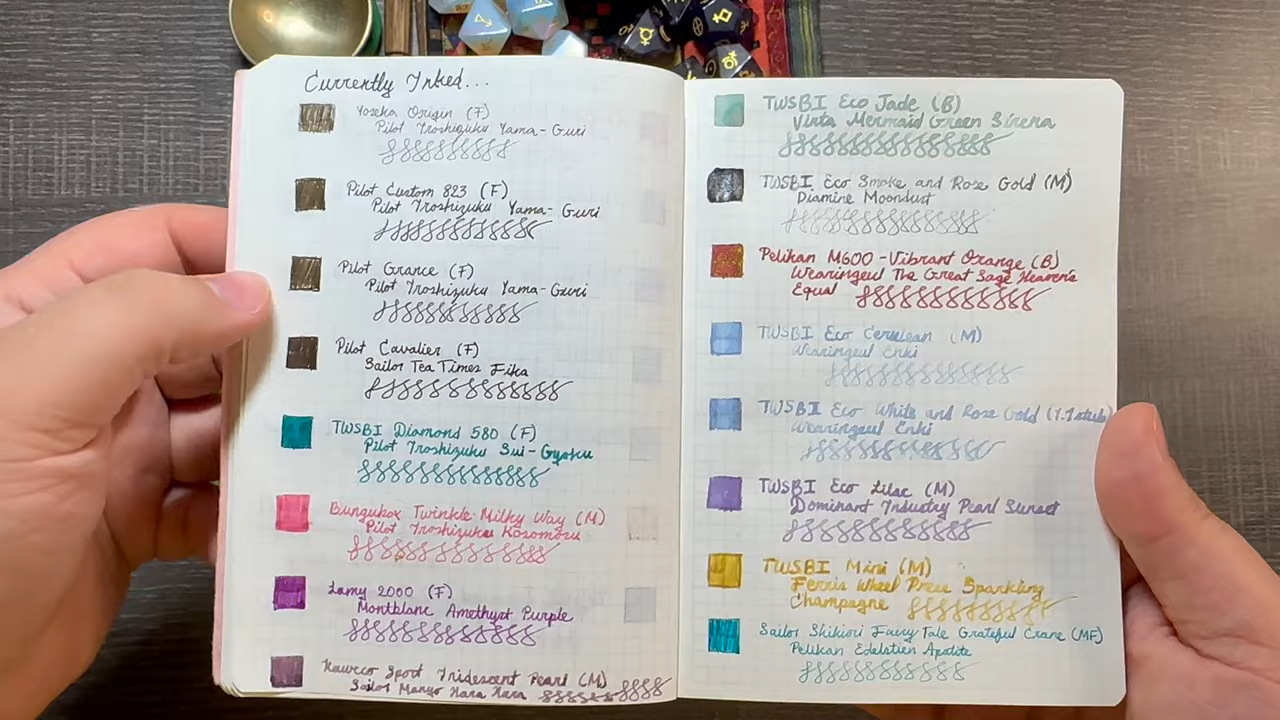 Currently Inked...
Yoseka Origin (F)
Pilot Iroshizuku Yama-Guri
Pilot Custom 823 (F)
Pilot Iroshizuku Yama-Guri
Pilot Grance (F)
Pilot Iroshizuku Yama-Guri
Pilot Cavalier (F)
Sailor Tea Times Fika
TWSBI Diamond 580 (F)
Pilot Iroshizuku Sui-Gyoku
Bungubox Twinkle Milky Way (M)
Pilot Iroshizuku Kosomozu
Lamy 2000 (F)
Montblanc Amethyst Purple
Kaweco Sport Iridescent Pearl (M)
Sailor Manyo Hara Hara
TWSBI Eco Jade (B)
Vinta Mermaid Green Sirena
TWSBI Eco Smoke and Rose Gold (M)
Diamine Moondust
Pelikan M600 - Vibrant Orange (B)
Wearingeul The Great Sage Heaven's
Equal
TWSBI Eco Cerulean (M)
Wearingeul Enki
TWSBI Eco White and Rose Gold (1.1 stub)
Wearingeul Enki
TWSBI Eco Lilac (M)
Dominant Industry Pearl Sunset
TWSBI Mini (M)
Ferris Wheel Press Sparkling
Champagne
Sailor Shikiori Fairy Tale Grateful Crane (MF)
Pelikan Edelstien Apatite